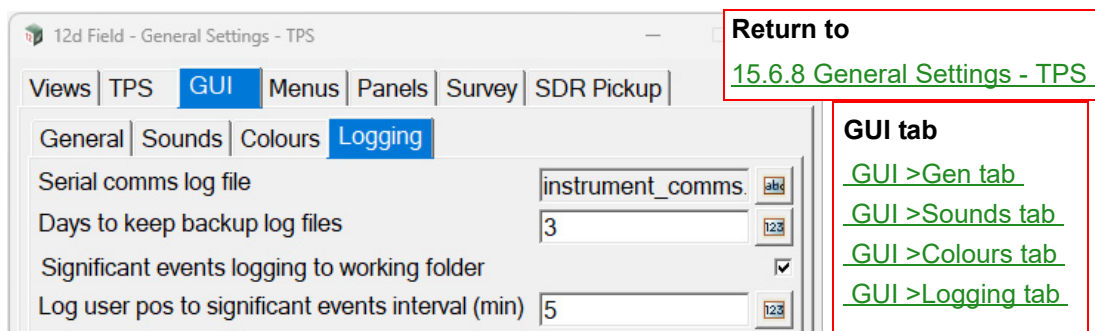 12d Field - General Settings - TPS
Views TPS GUI Menus Panels Survey SDR Pickup
General Sounds Colours Logging
Serial comms log file instrument_comms. abc
Days to keep backup log files 3 123
Significant events logging to working folder
Log user pos to significant events interval (min) 5 123
Return to
15.6.8 General Settings - TPS
GUI tab
GUI >Gen tab
GUI >Sounds tab
GUI >Colours tab
GUI >Logging tab